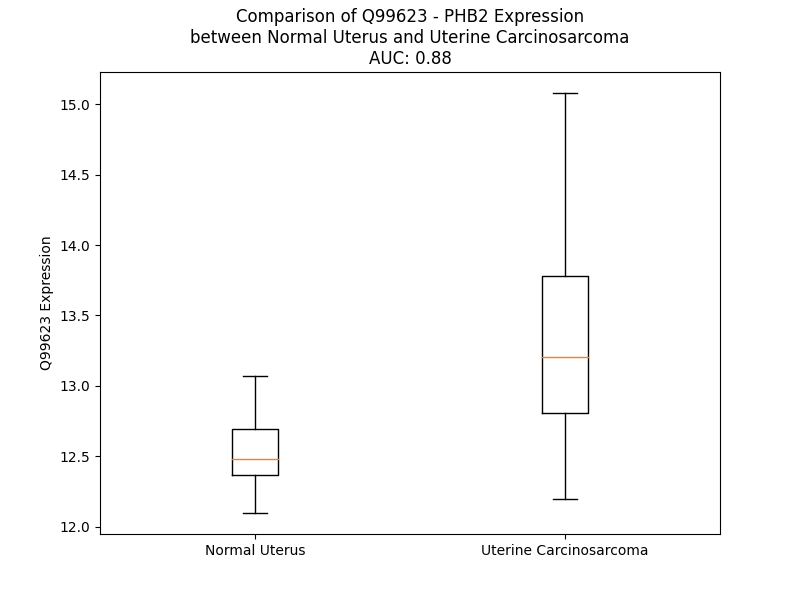 Comparison of Q99623 - PHB2 Expression
between Normal Uterus and Uterine Carcinosarcoma
AUC: 0.88
15.0
14.5
14.0
13.5
13.0
12.5
12.0
Q99623 Expression
Normal Uterus
Uterine Carcinosarcoma